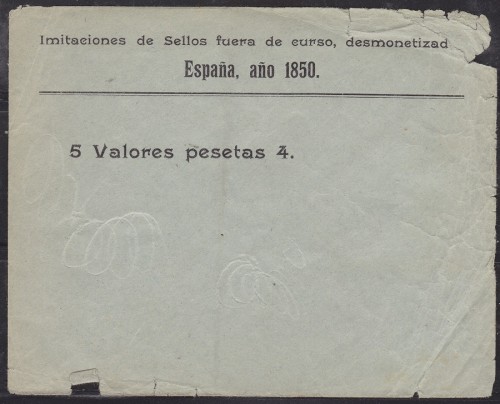 Imitaciones de Sellos fuera de curso, desmonetizad
España, año 1850.
5 Valores pesetas 4.